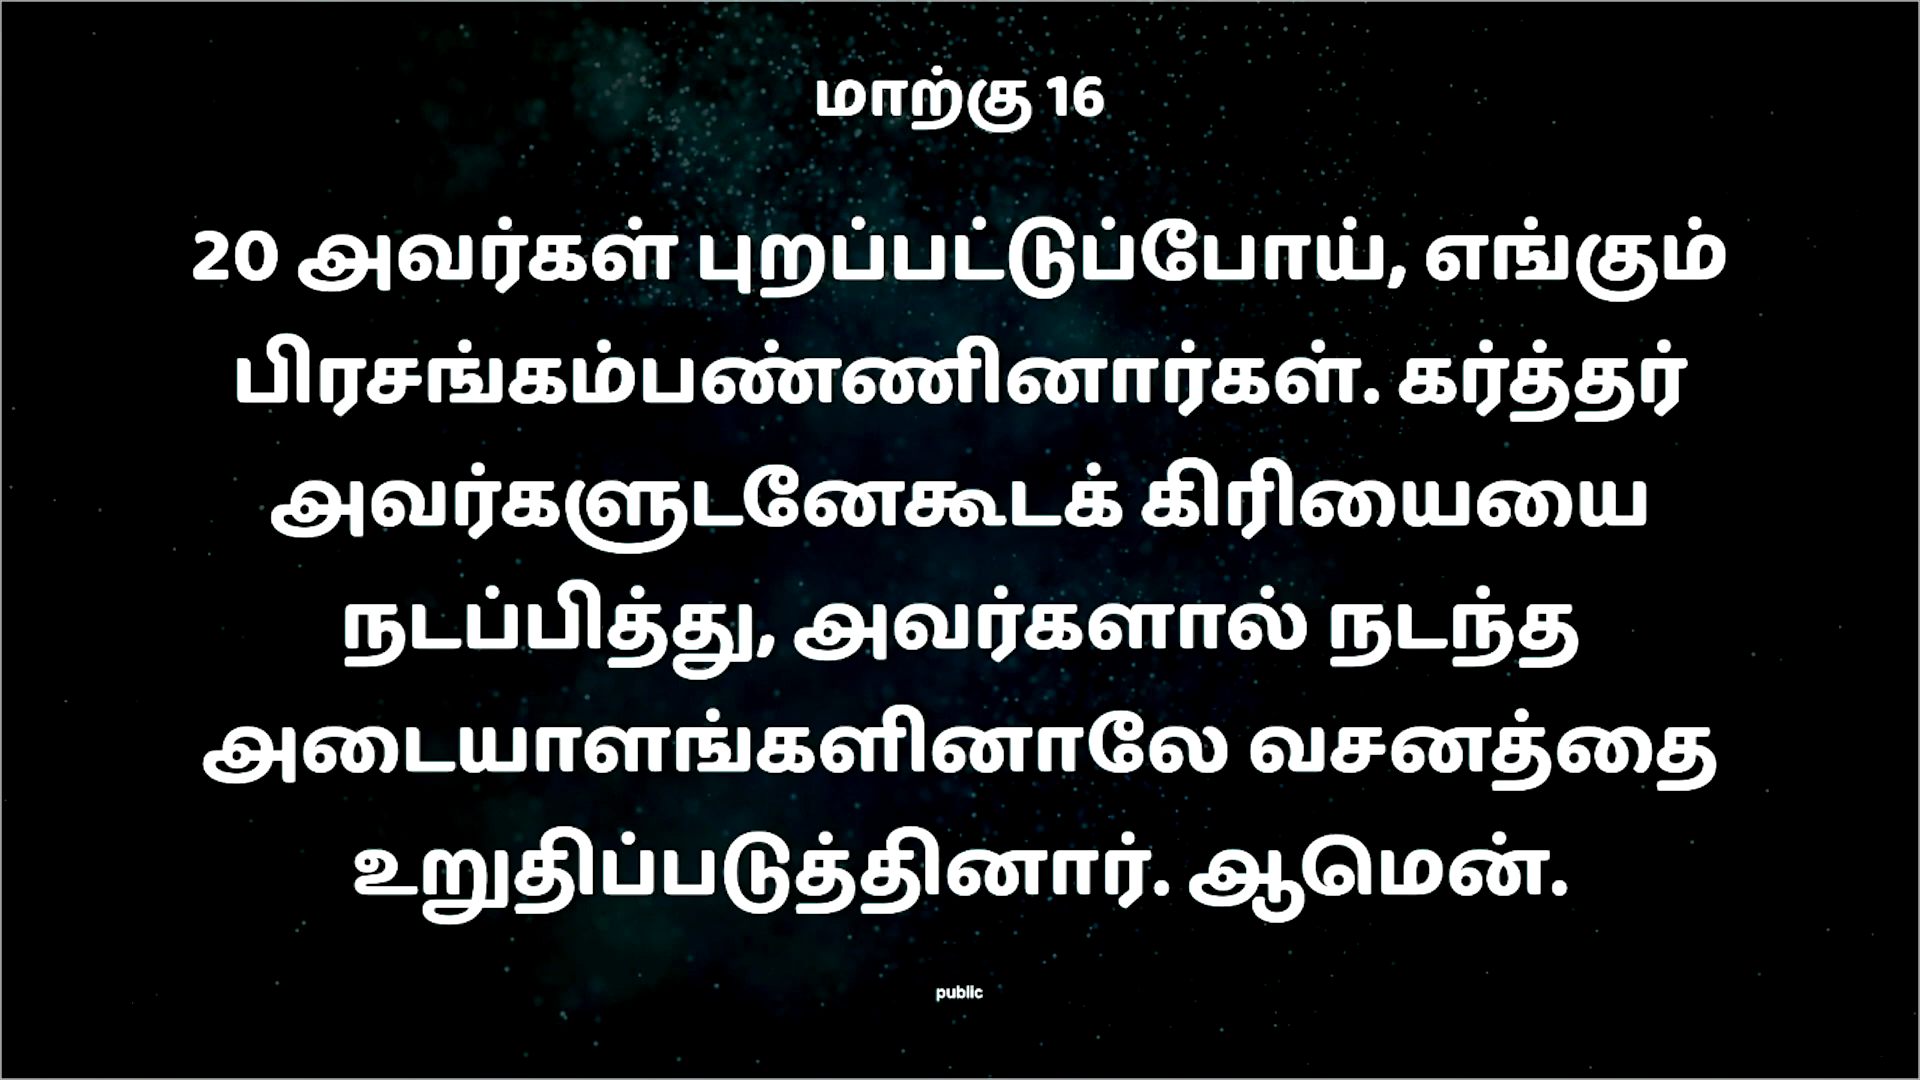 மாற்கு 16
20 அவர்கள் புறப்பட்டுப்போய், எங்கும்
பிரசங்கம்பண்ணினார்கள். கர்த்தர்
அவர்களுடனேகூடக் கிரியையை
நடப்பித்து, அவர்களால் நடந்த
அடையாளங்களினாலே வசனத்தை
உறுதிப்படுத்தினார். ஆமென்.
public